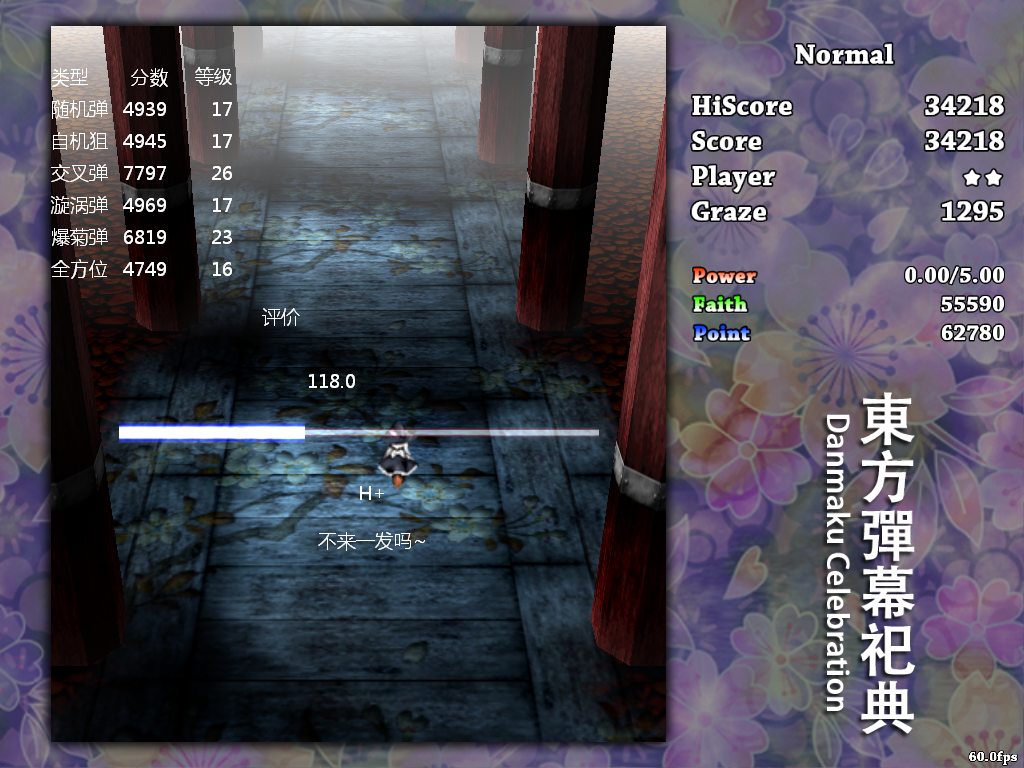 类型 分数 等级
随机弹 4939 17
自机狙 4945 17
交叉弹 7797 26
漩涡弹 4969 17
爆菊弹 6819 23
全方位 4749 16
评价
118.0
H+
不来一发吗~
Normal
HiScore 34218
Score 34218
Player ★★
Graze 1295
Power 0.00/5.00
Faith 55590
Point 62780
東方彈幕祀典
Danmaku Celebration
60.0fps